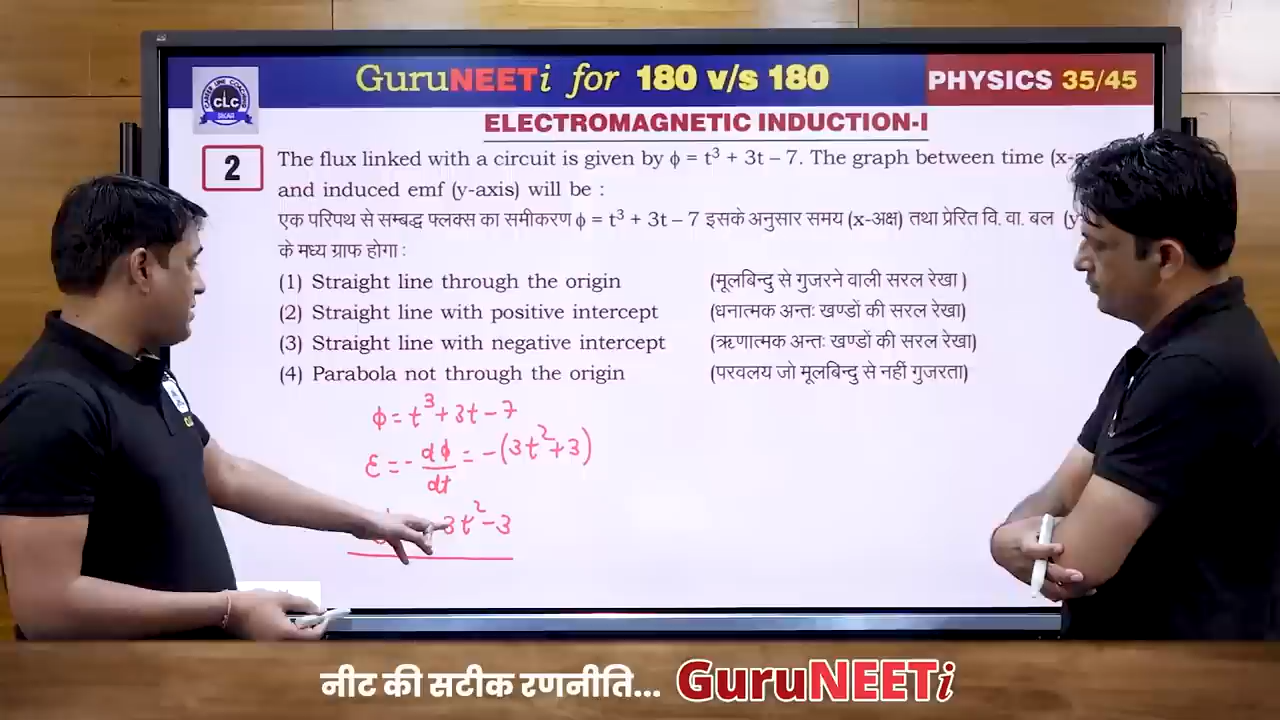 GuruNEETi for 180 v/s 180
PHYSICS 35/45
CLC
SIKAR
ELECTROMAGNETIC INDUCTION-I
2
The flux linked with a circuit is given by ϕ = t³ + 3t – 7. The graph between time (x-a
and induced emf (y-axis) will be :
एक परिपथ से सम्बद्ध फ्लक्स का समीकरण ϕ = t³ + 3t – 7 इसके अनुसार समय (x-अक्ष) तथा प्रेरित वि. वा. बल (y
के मध्य ग्राफ होगा :
(1) Straight line through the origin (मूलबिन्दु से गुजरने वाली सरल रेखा )
(2) Straight line with positive intercept (धनात्मक अन्तः खण्डों की सरल रेखा)
(3) Straight line with negative intercept (ऋणात्मक अन्तः खण्डों की सरल रेखा)
(4) Parabola not through the origin (परवलय जो मूलबिन्दु से नहीं गुजरता)
ϕ = t³ + 3t – 7
ε = - dϕ/dt = -(3t² + 3)
3t² - 3
नीट की सटीक रणनीति... GuruNEETi